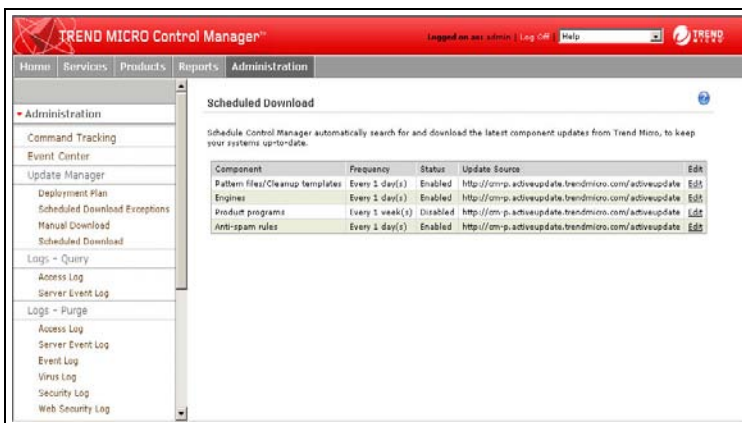 TREND MICRO Control Manager™
Logged on as: admin | Log Off | Help
TREND MICRO
Home Services Products Reports Administration
Administration
Command Tracking
Event Center
Update Manager
Deployment Plan
Scheduled Download Exceptions
Manual Download
Scheduled Download
Logs - Query
Access Log
Server Event Log
Logs - Purge
Access Log
Server Event Log
Event Log
Virus Log
Security Log
Web Security Log
Scheduled Download
Schedule Control Manager automatically search for and download the latest component updates from Trend Micro, to keep
your systems up-to-date.
Component Frequency Status Update Source Edit
Pattern files/Cleanup templates Every 1 day(s) Enabled http://cm-p.activeupdate.trendmicro.com/activeupdate Edit
Engines Every 1 day(s) Enabled http://cm-p.activeupdate.trendmicro.com/activeupdate Edit
Product programs Every 1 week(s) Disabled http://cm-p.activeupdate.trendmicro.com/activeupdate Edit
Anti-spam rules Every 1 day(s) Enabled http://cm-p.activeupdate.trendmicro.com/activeupdate Edit